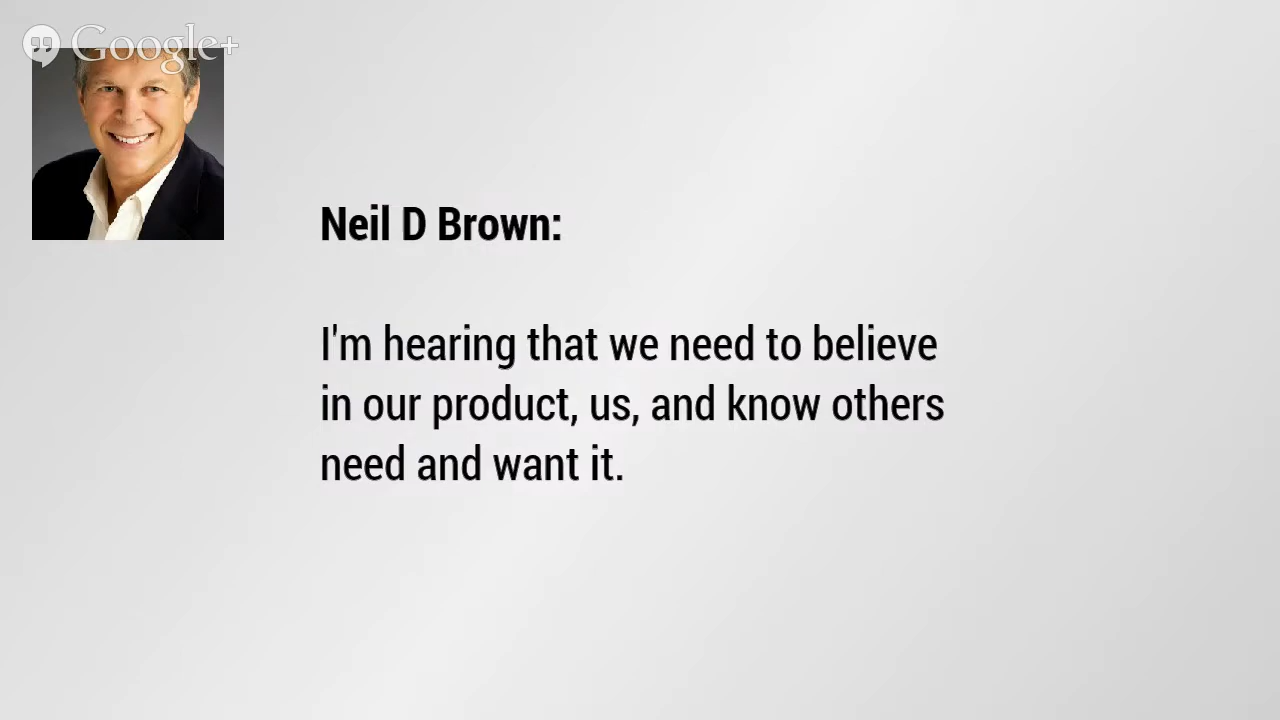 Google+
Neil D Brown:
I'm hearing that we need to believe
in our product, us, and know others
need and want it.